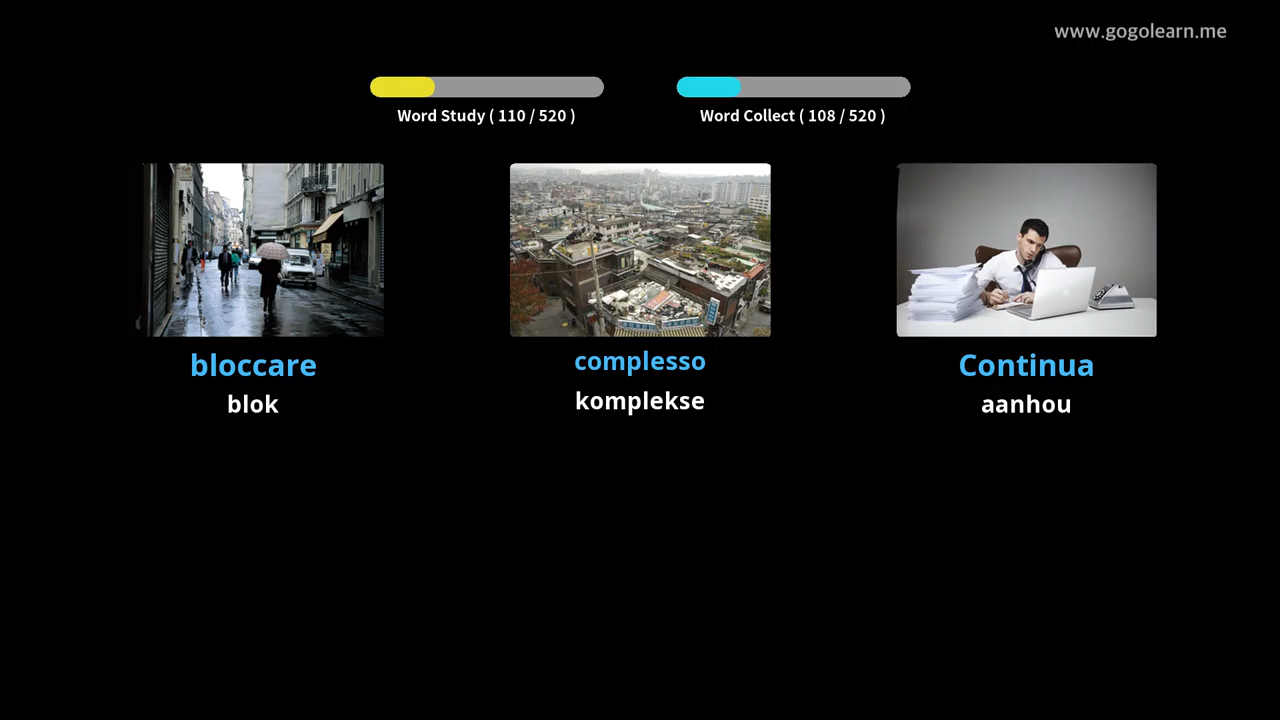 www.gogolearn.me
Word Study ( 110 / 520 )
Word Collect ( 108 / 520 )
bloccare
blok
complesso
komplekse
Continua
aanhou